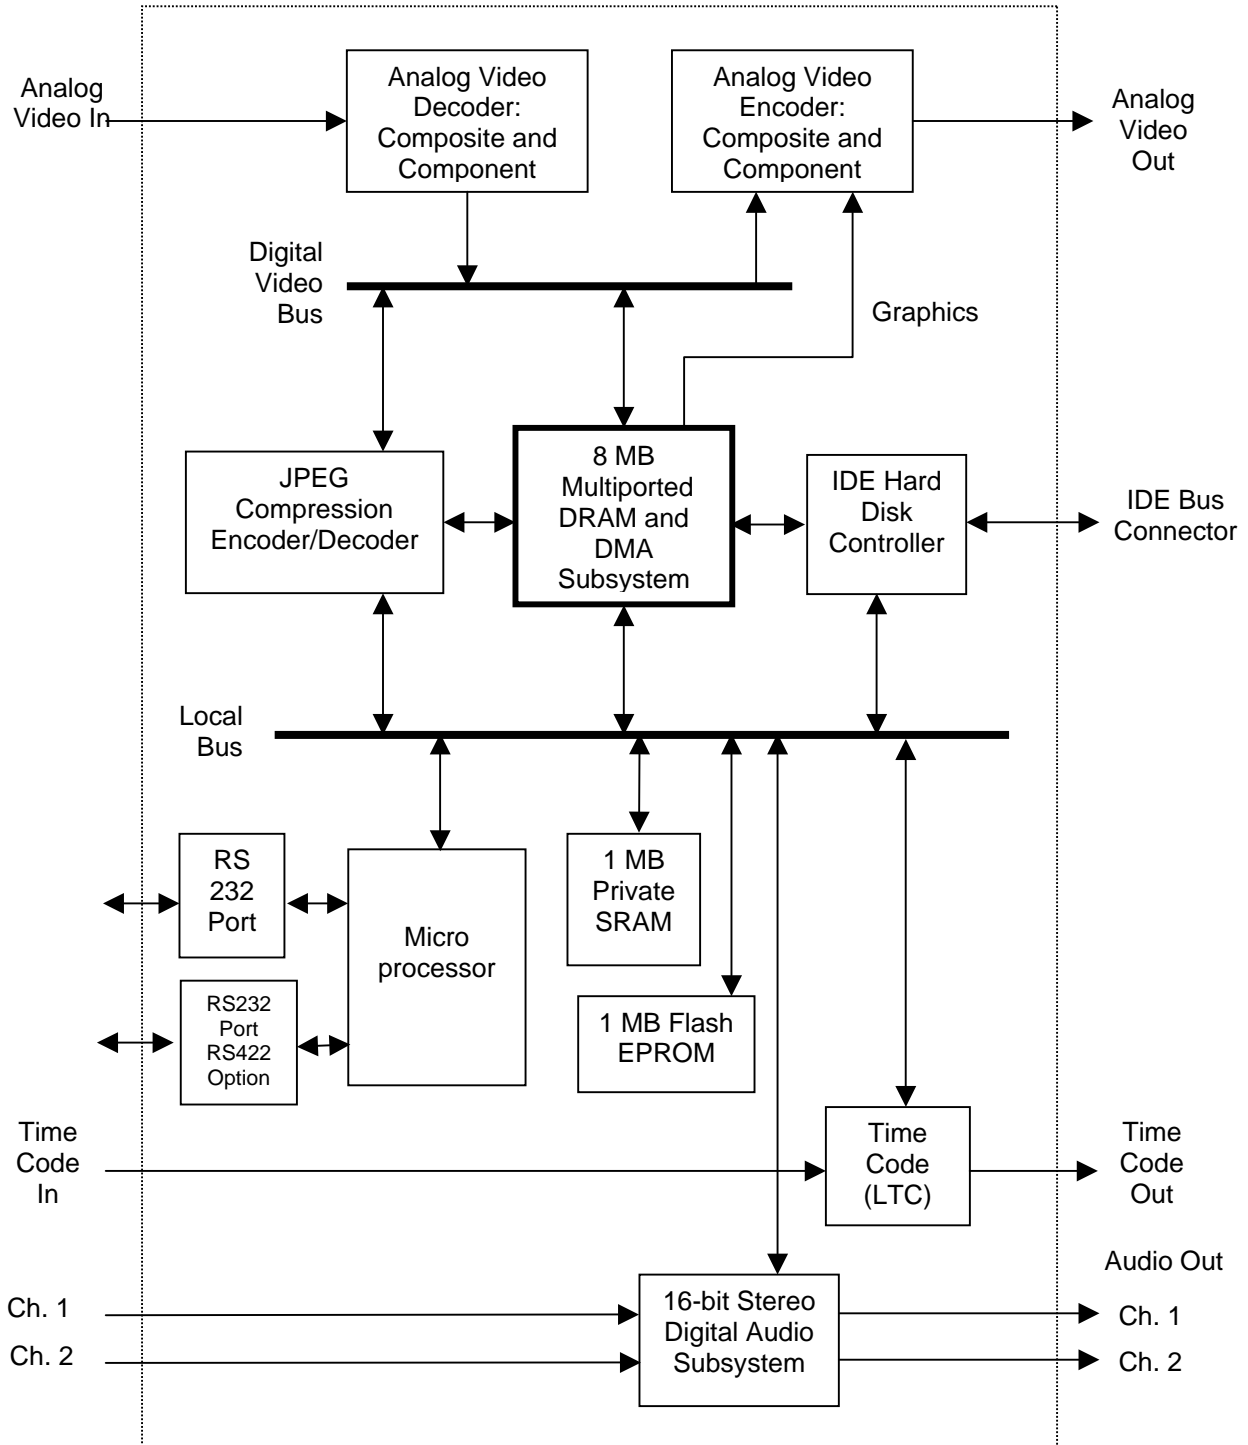 Analog
Video In
Analog Video
Decoder:
Composite and
Component
Analog Video
Encoder:
Composite and
Component
Analog
Video
Out
Digital
Video
Bus
Graphics
JPEG
Compression
Encoder/Decoder
8 MB
Multiported
DRAM and
DMA
Subsystem
IDE Hard
Disk
Controller
IDE Bus
Connector
Local
Bus
RS
232
Port
Micro
processor
1 MB
Private
SRAM
RS232
Port
RS422
Option
1 MB Flash
EPROM
Time
Code
In
Time
Code
(LTC)
Time
Code
Out
Audio Out
Ch. 1
Ch. 2
16-bit Stereo
Digital Audio
Subsystem
Ch. 1
Ch. 2